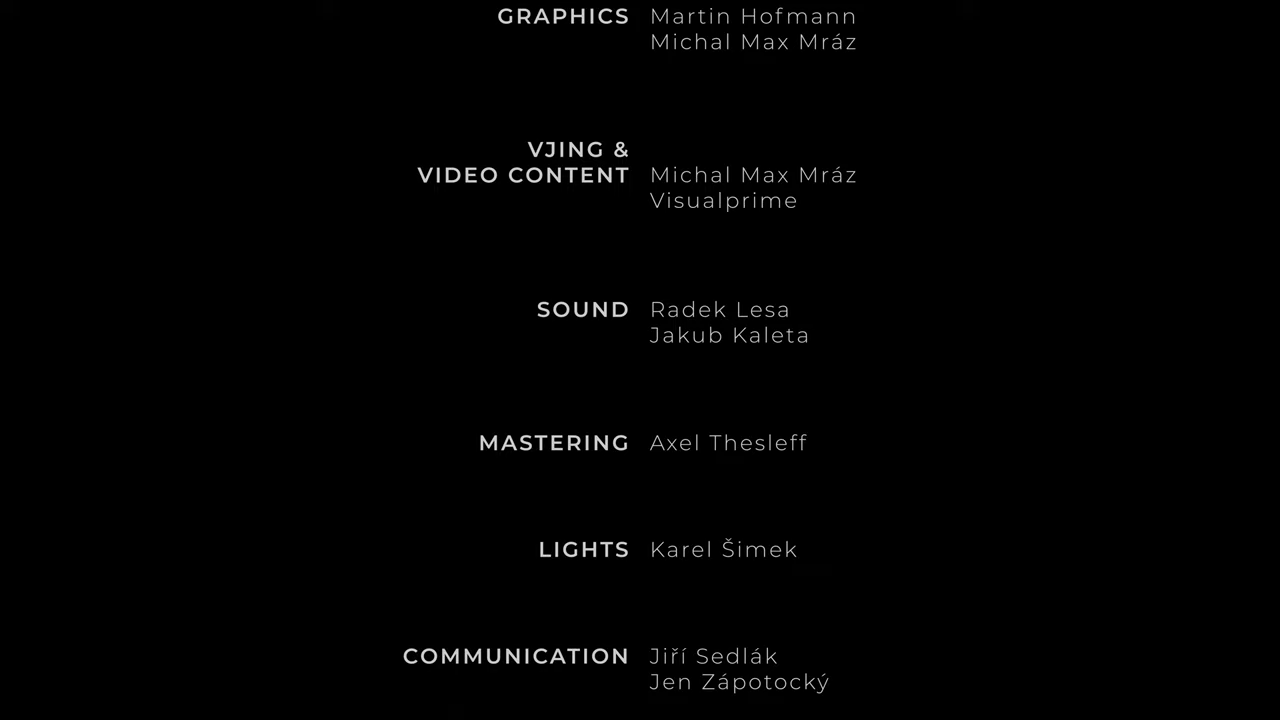 GRAPHICS Martin Hofmann
Michal Max Mráz
VJING &
VIDEO CONTENT Michal Max Mráz
Visualprime
SOUND Radek Lesa
Jakub Kaleta
MASTERING Axel Thesleff
LIGHTS Karel Šimek
COMMUNICATION Jiří Sedlák
Jen Zápotocký